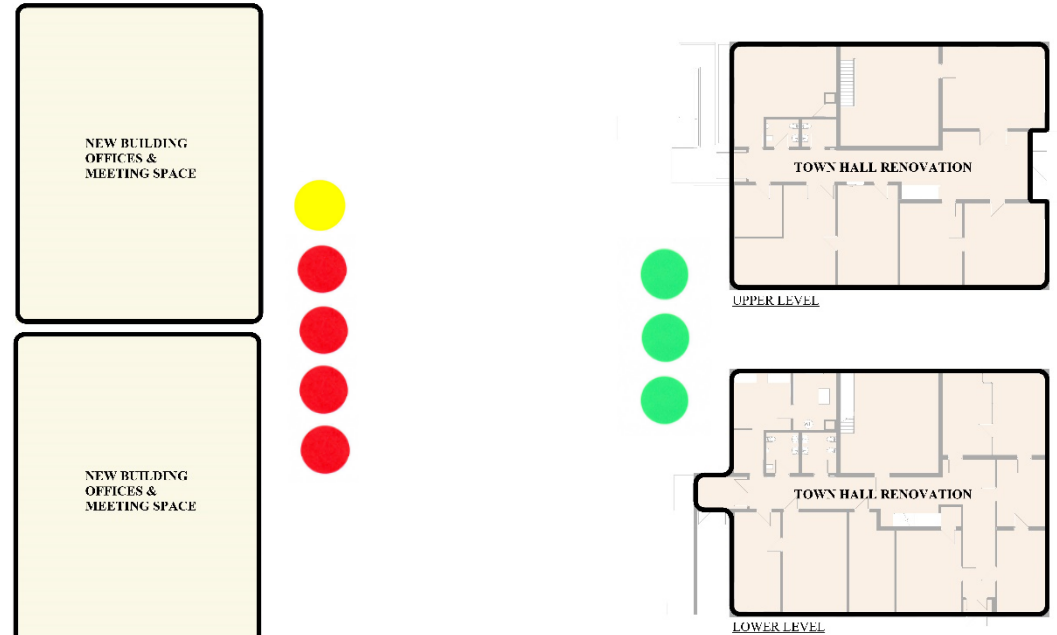 NEW BUILDING
OFFICES &
MEETING SPACE
TOWN HALL RENOVATION
UPPER LEVEL
NEW BUILDING
OFFICES &
MEETING SPACE
TOWN HALL RENOVATION
LOWER LEVEL